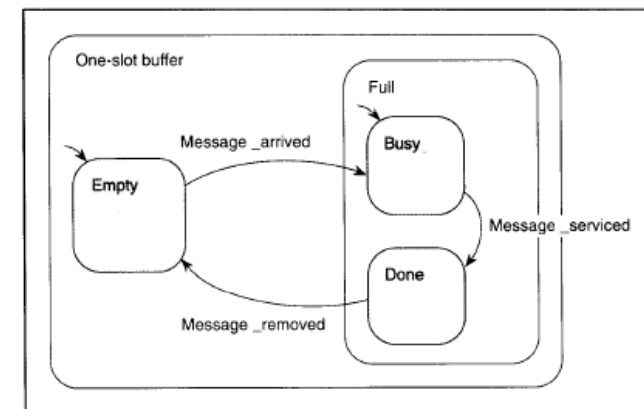 One-slot buffer
Full
Message _arrived
Busy
Empty
Message _serviced
Done
Message _removed